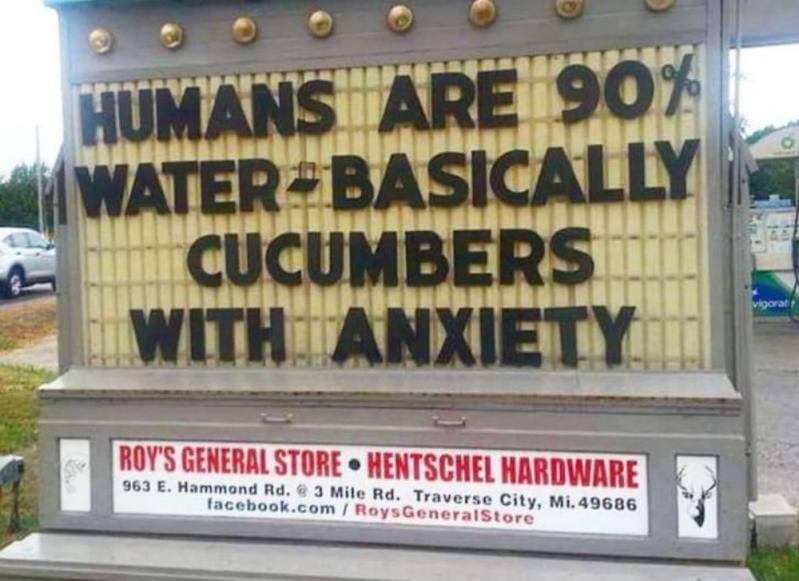 HUMANS ARE 90%
WATER-BASICALLY
CUCUMBERS
WITH ANXIETY
ROY'S GENERAL STORE • HENTSCHEL HARDWARE
963 E. Hammond Rd. @ 3 Mile Rd. Traverse City, Mi. 49686
facebook.com / RoysGeneralStore